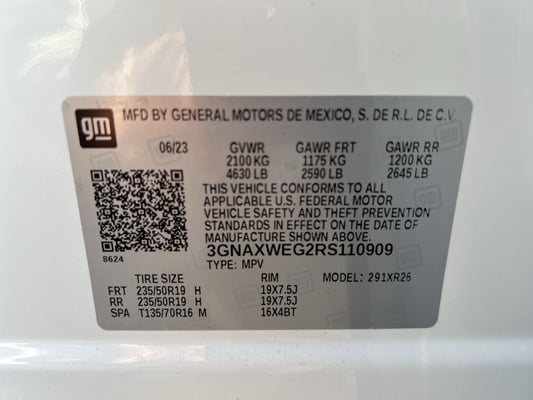 gm
MFD BY GENERAL MOTORS DE MEXICO, S. DE R.L. DE C.V.
06/23 GVWR GAWR FRT GAWR RR
2100 KG 1175 KG 1200 KG
4630 LB 2590 LB 2645 LB
THIS VEHICLE CONFORMS TO ALL
APPLICABLE U.S. FEDERAL MOTOR
VEHICLE SAFETY AND THEFT PREVENTION
STANDARDS IN EFFECT ON THE DATE OF
MANUFACTURE SHOWN ABOVE.
3GNAXWEG2RS110909
8624
TYPE: MPV
TIRE SIZE RIM MODEL: 291XR26
FRT 235/50R19 H 19X7.5J
RR 235/50R19 H 19X7.5J
SPA T135/70R16 M 16X4BT